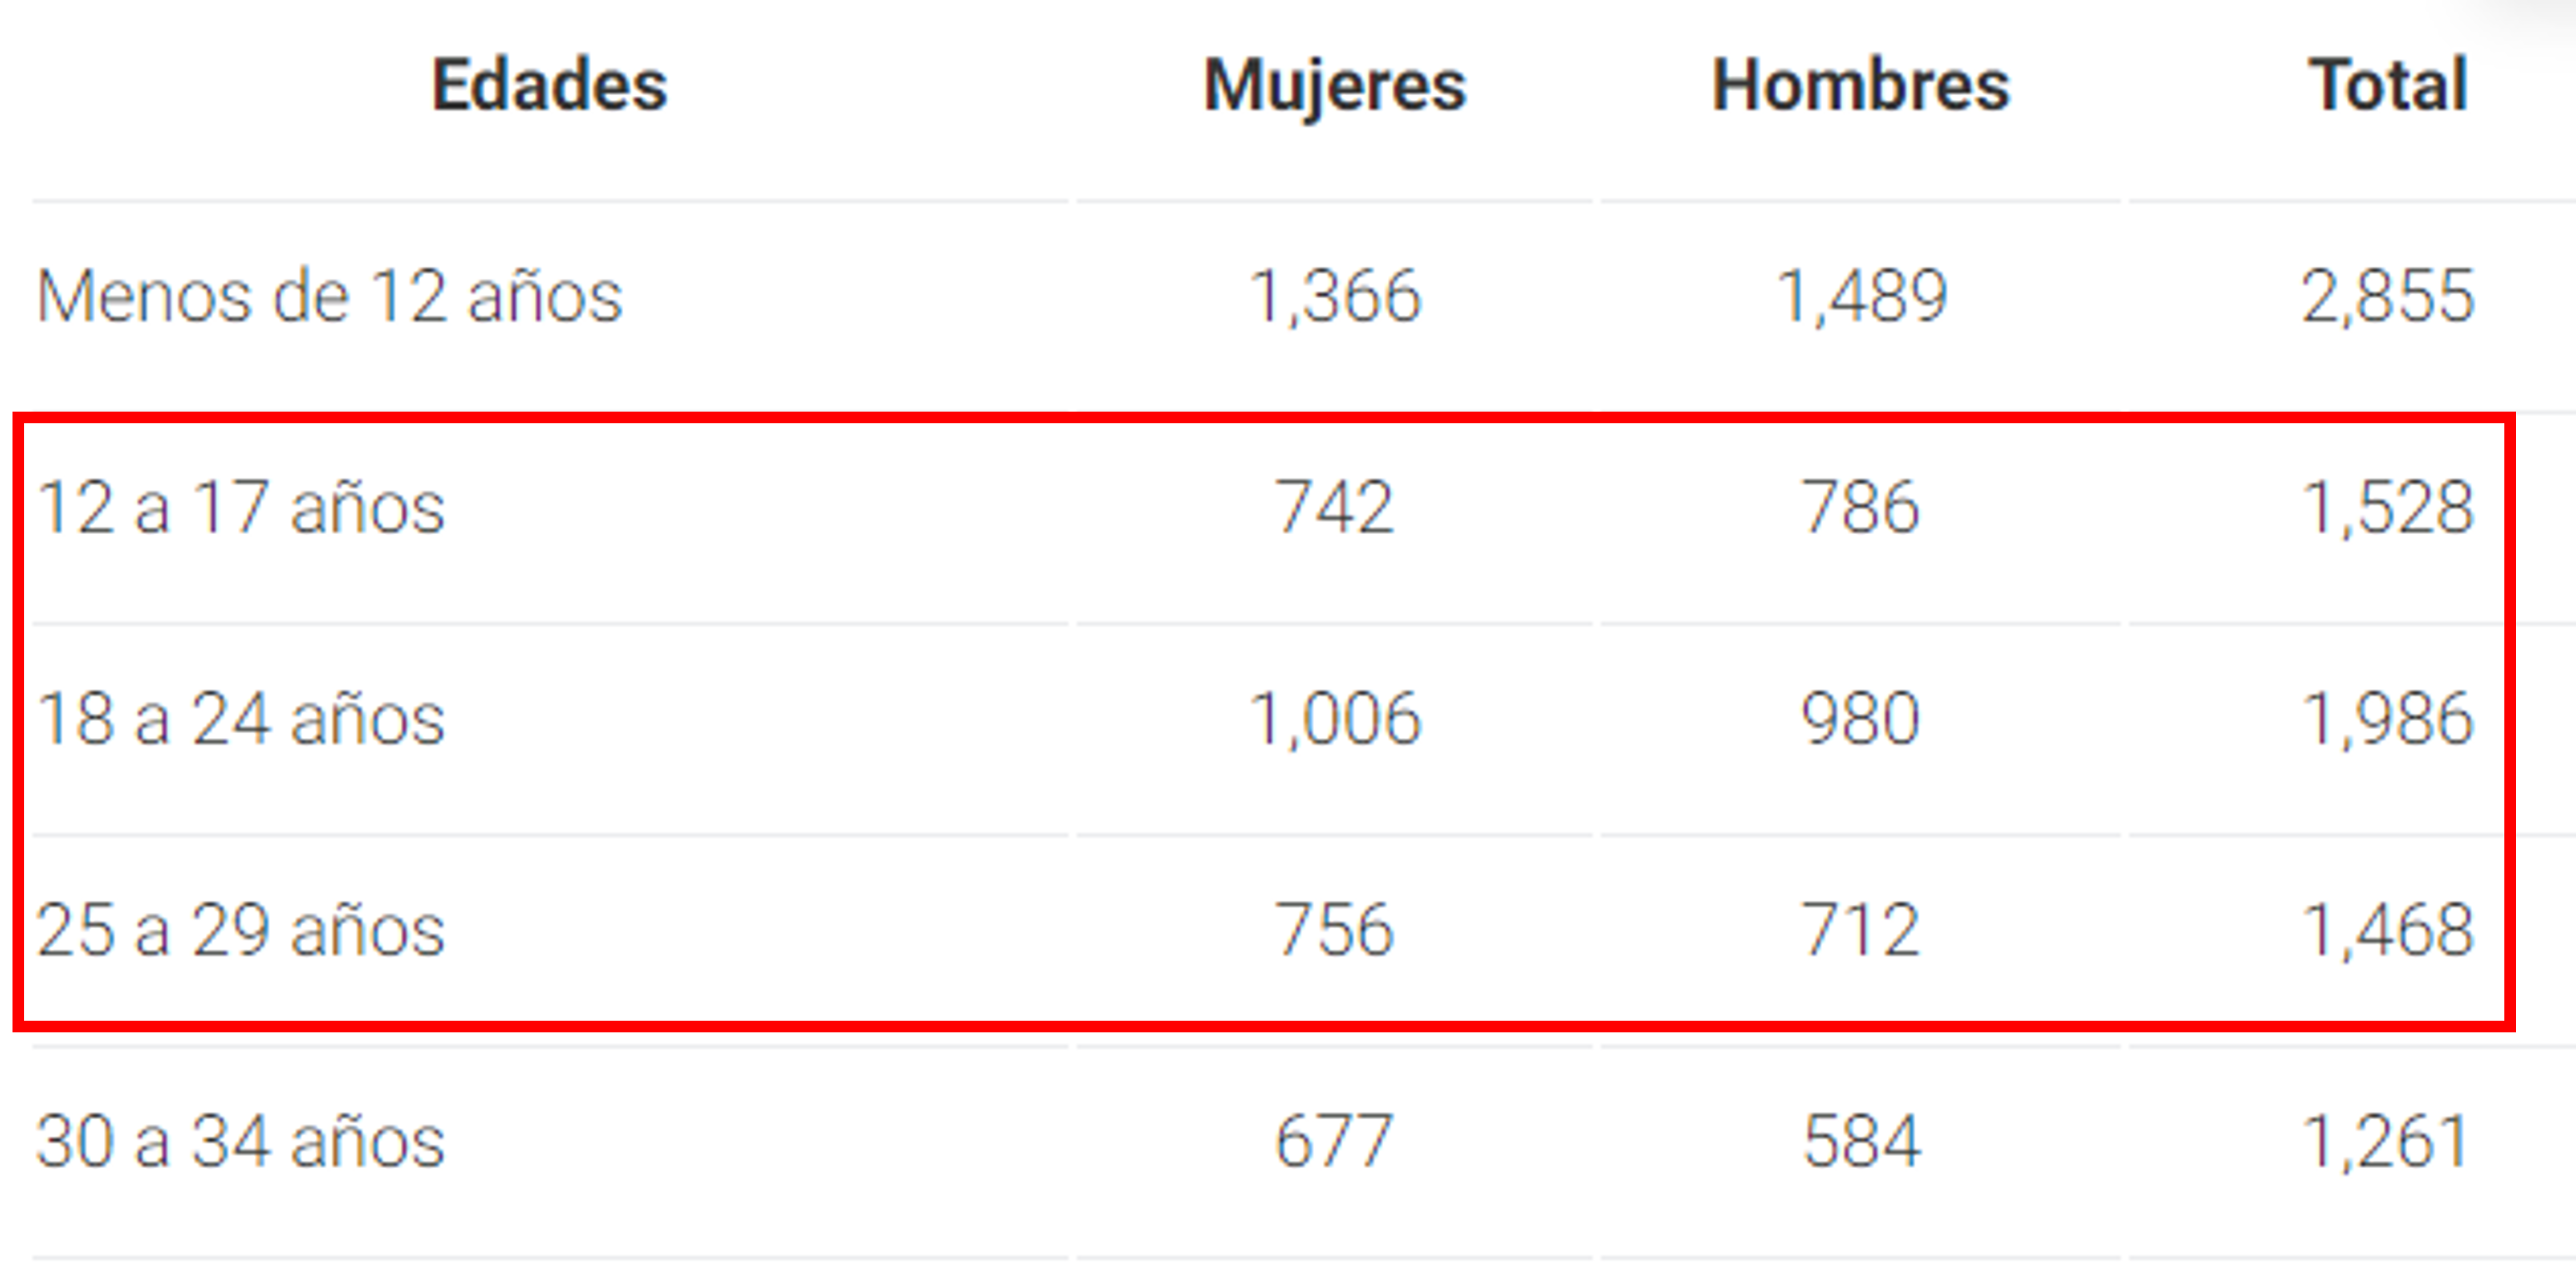 Edades Mujeres Hombres Total
Menos de 12 años 1,366 1,489 2,855
12 a 17 años 742 786 1,528
18 a 24 años 1,006 980 1,986
25 a 29 años 756 712 1,468
30 a 34 años 677 584 1,261